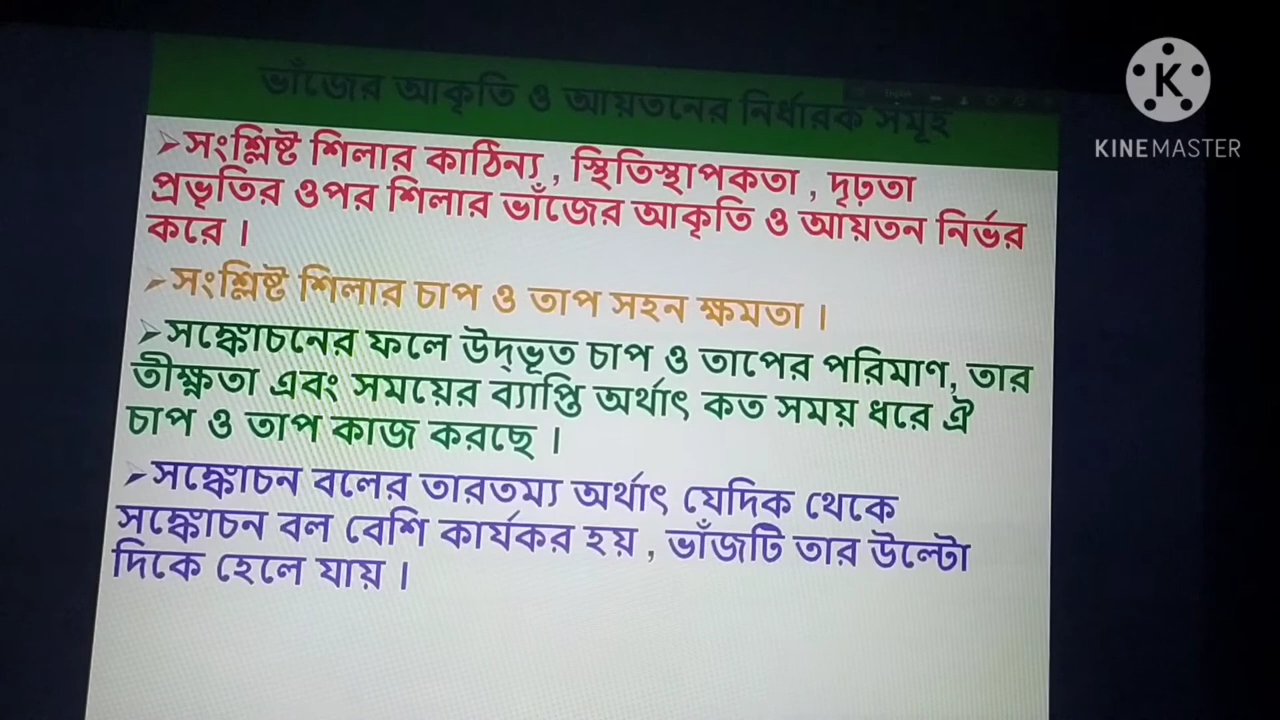 ভাঁজের আকৃতি ও আয়তনের নির্ধারক সমূহ
➢সংশ্লিষ্ট শিলার কাঠিন্য , স্থিতিস্থাপকতা , দৃঢ়তা
প্রভৃতির ওপর শিলার ভাঁজের আকৃতি ও আয়তন নির্ভর
করে ।
➢সংশ্লিষ্ট শিলার চাপ ও তাপ সহন ক্ষমতা ।
➢সঙ্কোচনের ফলে উদ্ভূত চাপ ও তাপের পরিমাণ, তার
তীক্ষ্ণতা এবং সময়ের ব্যাপ্তি অর্থাৎ কত সময় ধরে ঐ
চাপ ও তাপ কাজ করছে ।
➢সঙ্কোচন বলের তারতম্য অর্থাৎ যেদিক থেকে
সঙ্কোচন বল বেশি কার্যকর হয় , ভাঁজটি তার উল্টো
দিকে হেলে যায় ।
K
KINEMASTER